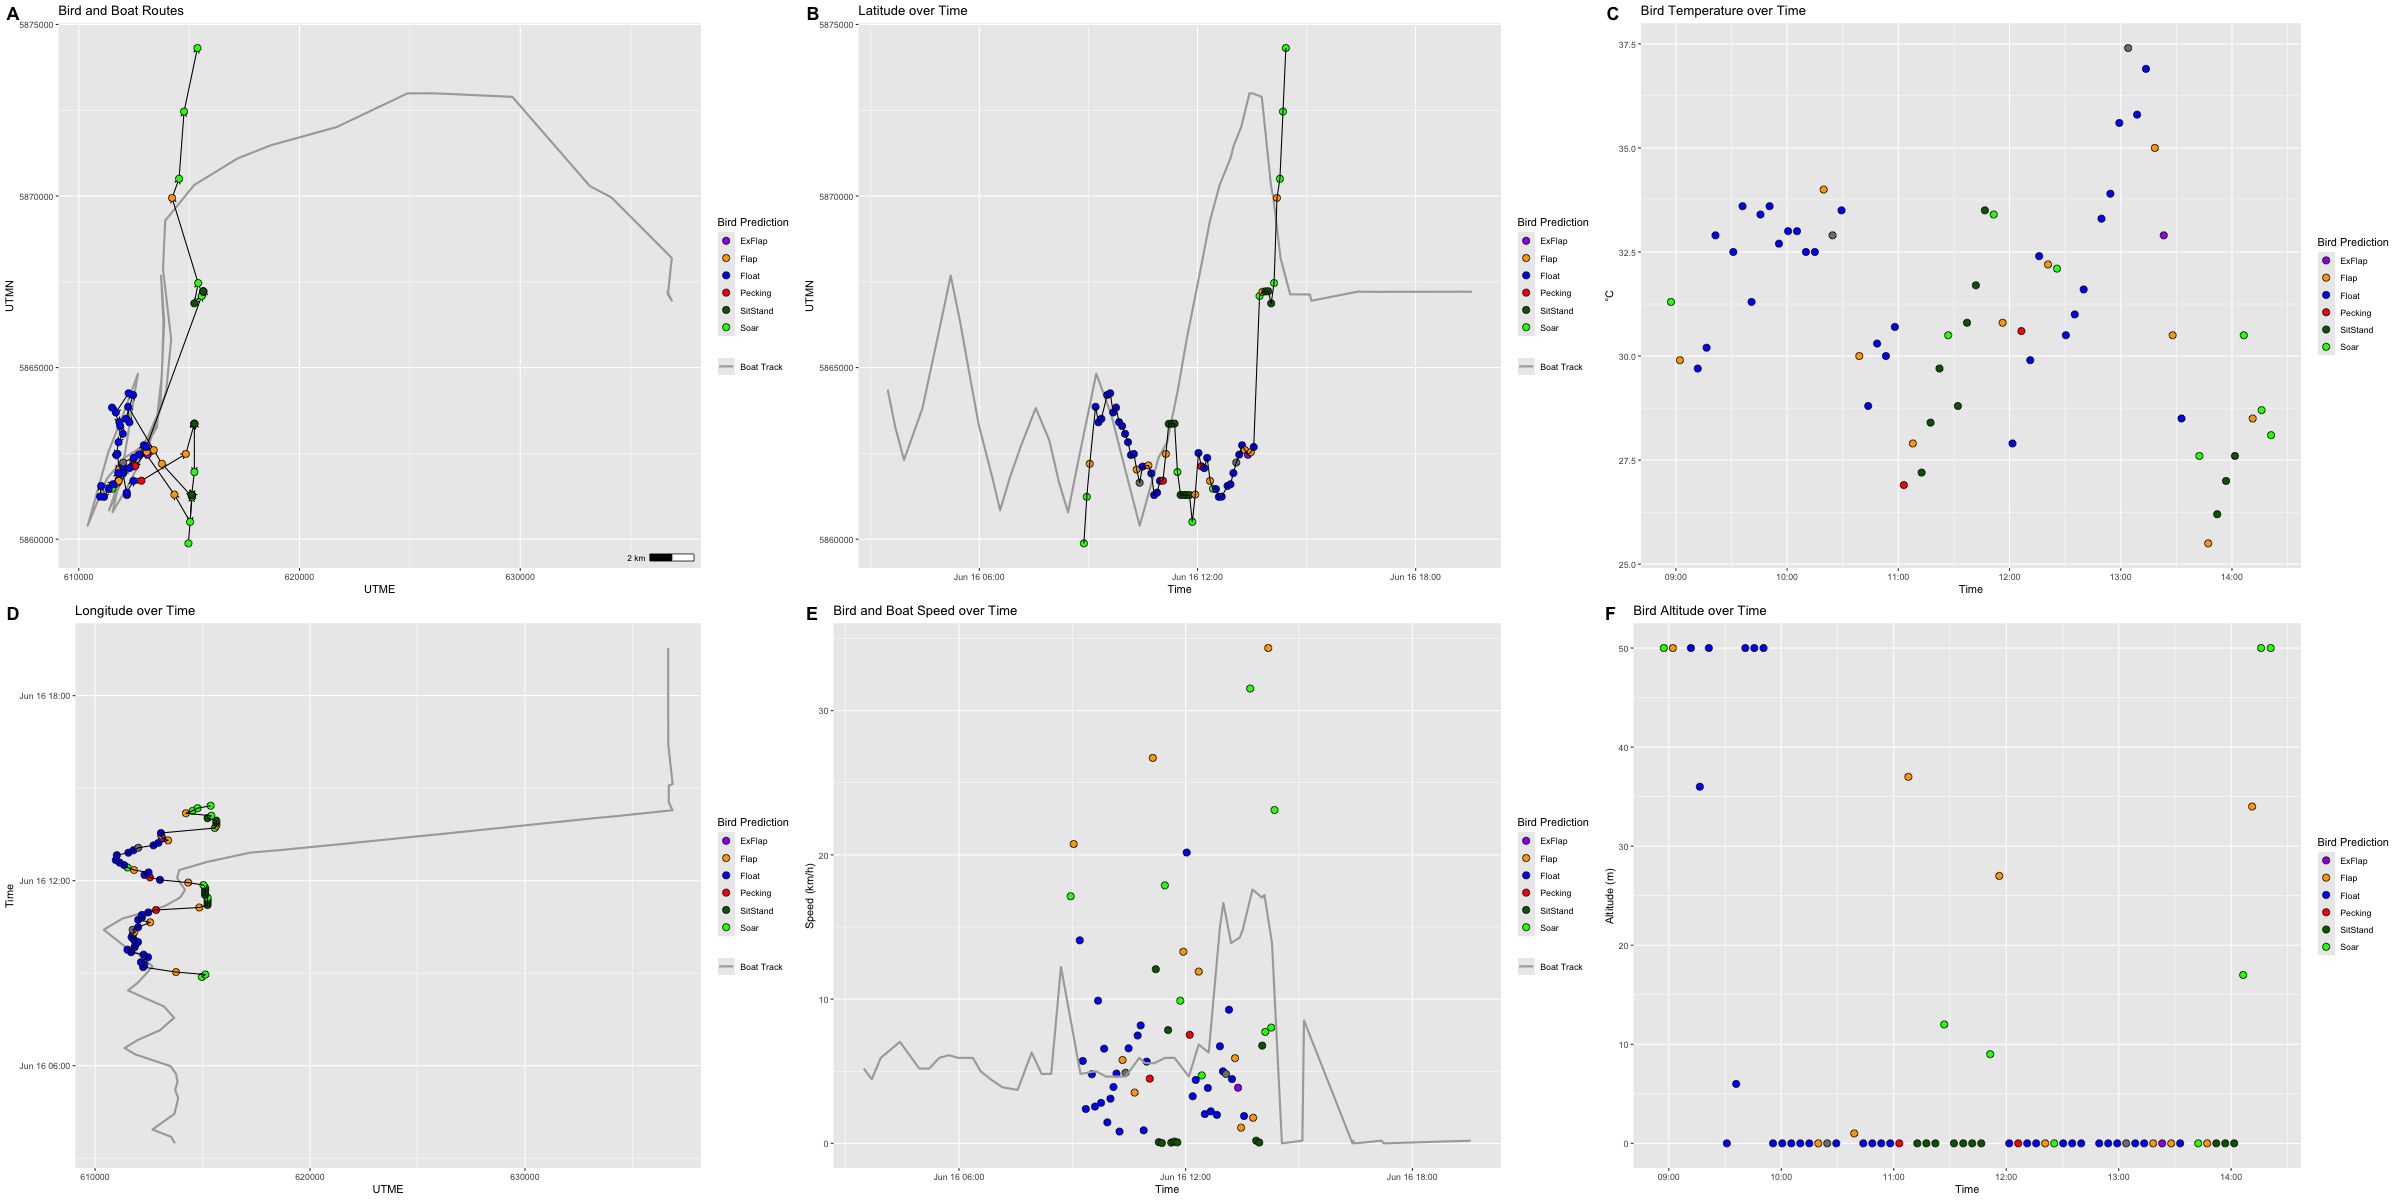 A
Bird and Boat Routes
5875000
5870000
5865000
5860000
UTMN
610000
620000
630000
UTME
2 km
Bird Prediction
ExFlap
Flap
Float
Pecking
SitStand
Soar
Boat Track
B
Latitude over Time
5875000
5870000
5865000
5860000
UTMN
Jun 16 06:00
Jun 16 12:00
Jun 16 18:00
Time
Bird Prediction
ExFlap
Flap
Float
Pecking
SitStand
Soar
Boat Track
C
Bird Temperature over Time
37.5
35.0
32.5
30.0
27.5
25.0
°C
09:00
10:00
11:00
12:00
13:00
14:00
Time
Bird Prediction
ExFlap
Flap
Float
Pecking
SitStand
Soar
D
Longitude over Time
Jun 16 18:00
Jun 16 12:00
Jun 16 06:00
Time
610000
620000
630000
UTME
Bird Prediction
ExFlap
Flap
Float
Pecking
SitStand
Soar
Boat Track
E
Bird and Boat Speed over Time
30
20
10
0
Speed (km/h)
Jun 16 06:00
Jun 16 12:00
Jun 16 18:00
Time
Bird Prediction
ExFlap
Flap
Float
Pecking
SitStand
Soar
Boat Track
F
Bird Altitude over Time
50
40
30
20
10
0
Altitude (m)
09:00
10:00
11:00
12:00
13:00
14:00
Time
Bird Prediction
ExFlap
Flap
Float
Pecking
SitStand
Soar